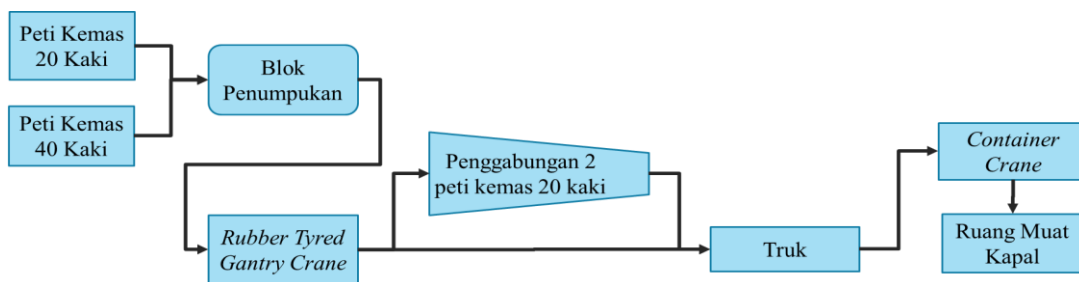 Peti Kemas
20 Kaki
Peti Kemas
40 Kaki
Blok
Penumpukan
Rubber Tyred
Gantry Crane
Penggabungan 2
peti kemas 20 kaki
Truk
Container
Crane
Ruang Muat
Kapal